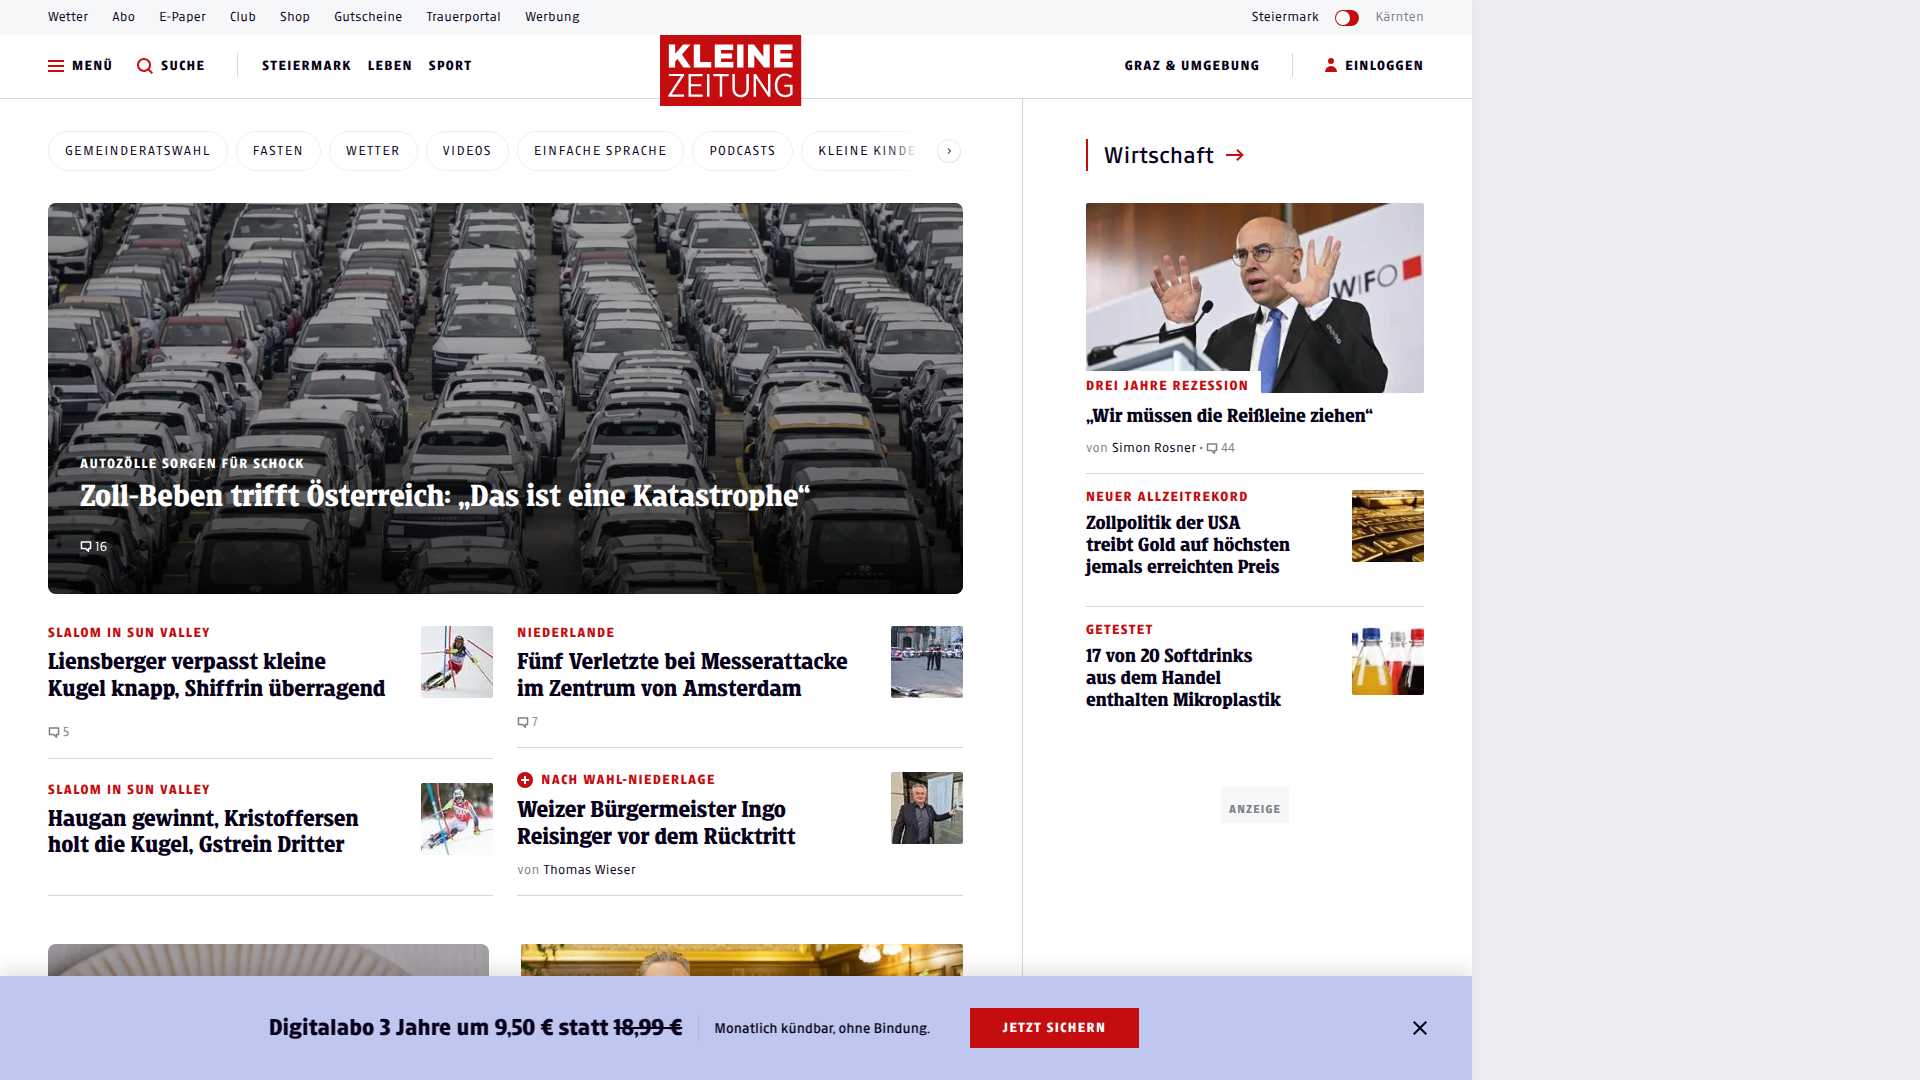 Wetter Abo E-Paper Club Shop Gutscheine Trauerportal Werbung Steiermark Kärnten
MENÜ SUCHE STEIERMARK LEBEN SPORT KLEINE ZEITUNG GRAZ & UMGEBUNG EINLOGGEN
GEMEINDERATSWAHL FASTEN WETTER VIDEOS EINFACHE SPRACHE PODCASTS KLEINE KINDE
AUTOZÖLLE SORGEN FÜR SCHOCK
Zoll-Beben trifft Österreich: „Das ist eine Katastrophe“
16
SLALOM IN SUN VALLEY
Liensberger verpasst kleine
Kugel knapp, Shiffrin überragend
5
SLALOM IN SUN VALLEY
Haugan gewinnt, Kristoffersen
holt die Kugel, Gstrein Dritter
NIEDERLANDE
Fünf Verletzte bei Messerattacke
im Zentrum von Amsterdam
7
NACH WAHL-NIEDERLAGE
Weizer Bürgermeister Ingo
Reisinger vor dem Rücktritt
von Thomas Wieser
Wirtschaft
WIFO
DREI JAHRE REZESSION
„Wir müssen die Reißleine ziehen“
von Simon Rosner • 44
NEUER ALLZEITREKORD
Zollpolitik der USA
treibt Gold auf höchsten
jemals erreichten Preis
GETESTET
17 von 20 Softdrinks
aus dem Handel
enthalten Mikroplastik
ANZEIGE
Digitalabo 3 Jahre um 9,50 € statt 18,99 € Monatlich kündbar, ohne Bindung. JETZT SICHERN